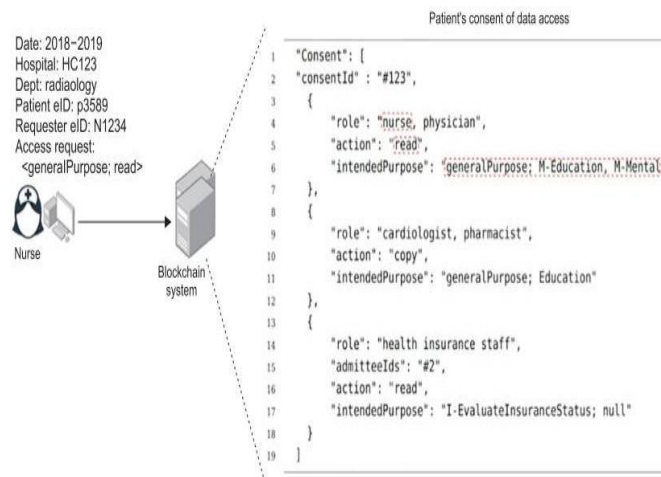 Patient's consent of data access
Date: 2018-2019
Hospital: HC123
Dept: radiaology
Patient eID: p3589
Requester eID: N1234
Access request:
<generalPurpose; read>
Nurse
Blockchain
system
1 "Consent": [
2 "consentId" : "#123",
3 {
4 "role": "nurse, physician",
5 "action": "read",
6 "intendedPurpose": "generalPurpose; M-Education, M-Mental
7 },
8 {
9 "role": "cardiologist, pharmacist",
10 "action": "copy",
11 "intendedPurpose": "generalPurpose; Education"
12 },
13 {
14 "role": "health insurance staff",
15 "admitteeIds": "#2",
16 "action": "read",
17 "intendedPurpose": "I-EvaluateInsuranceStatus; null"
18 }
19 ]